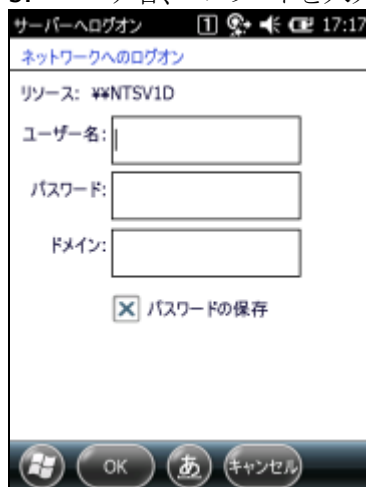 サーバーへログオン 1 17:17
ネットワークへのログオン
リソース: ¥¥NTSV1D
ユーザー名:
パスワード:
ドメイン:
パスワードの保存
OK あ キャンセル